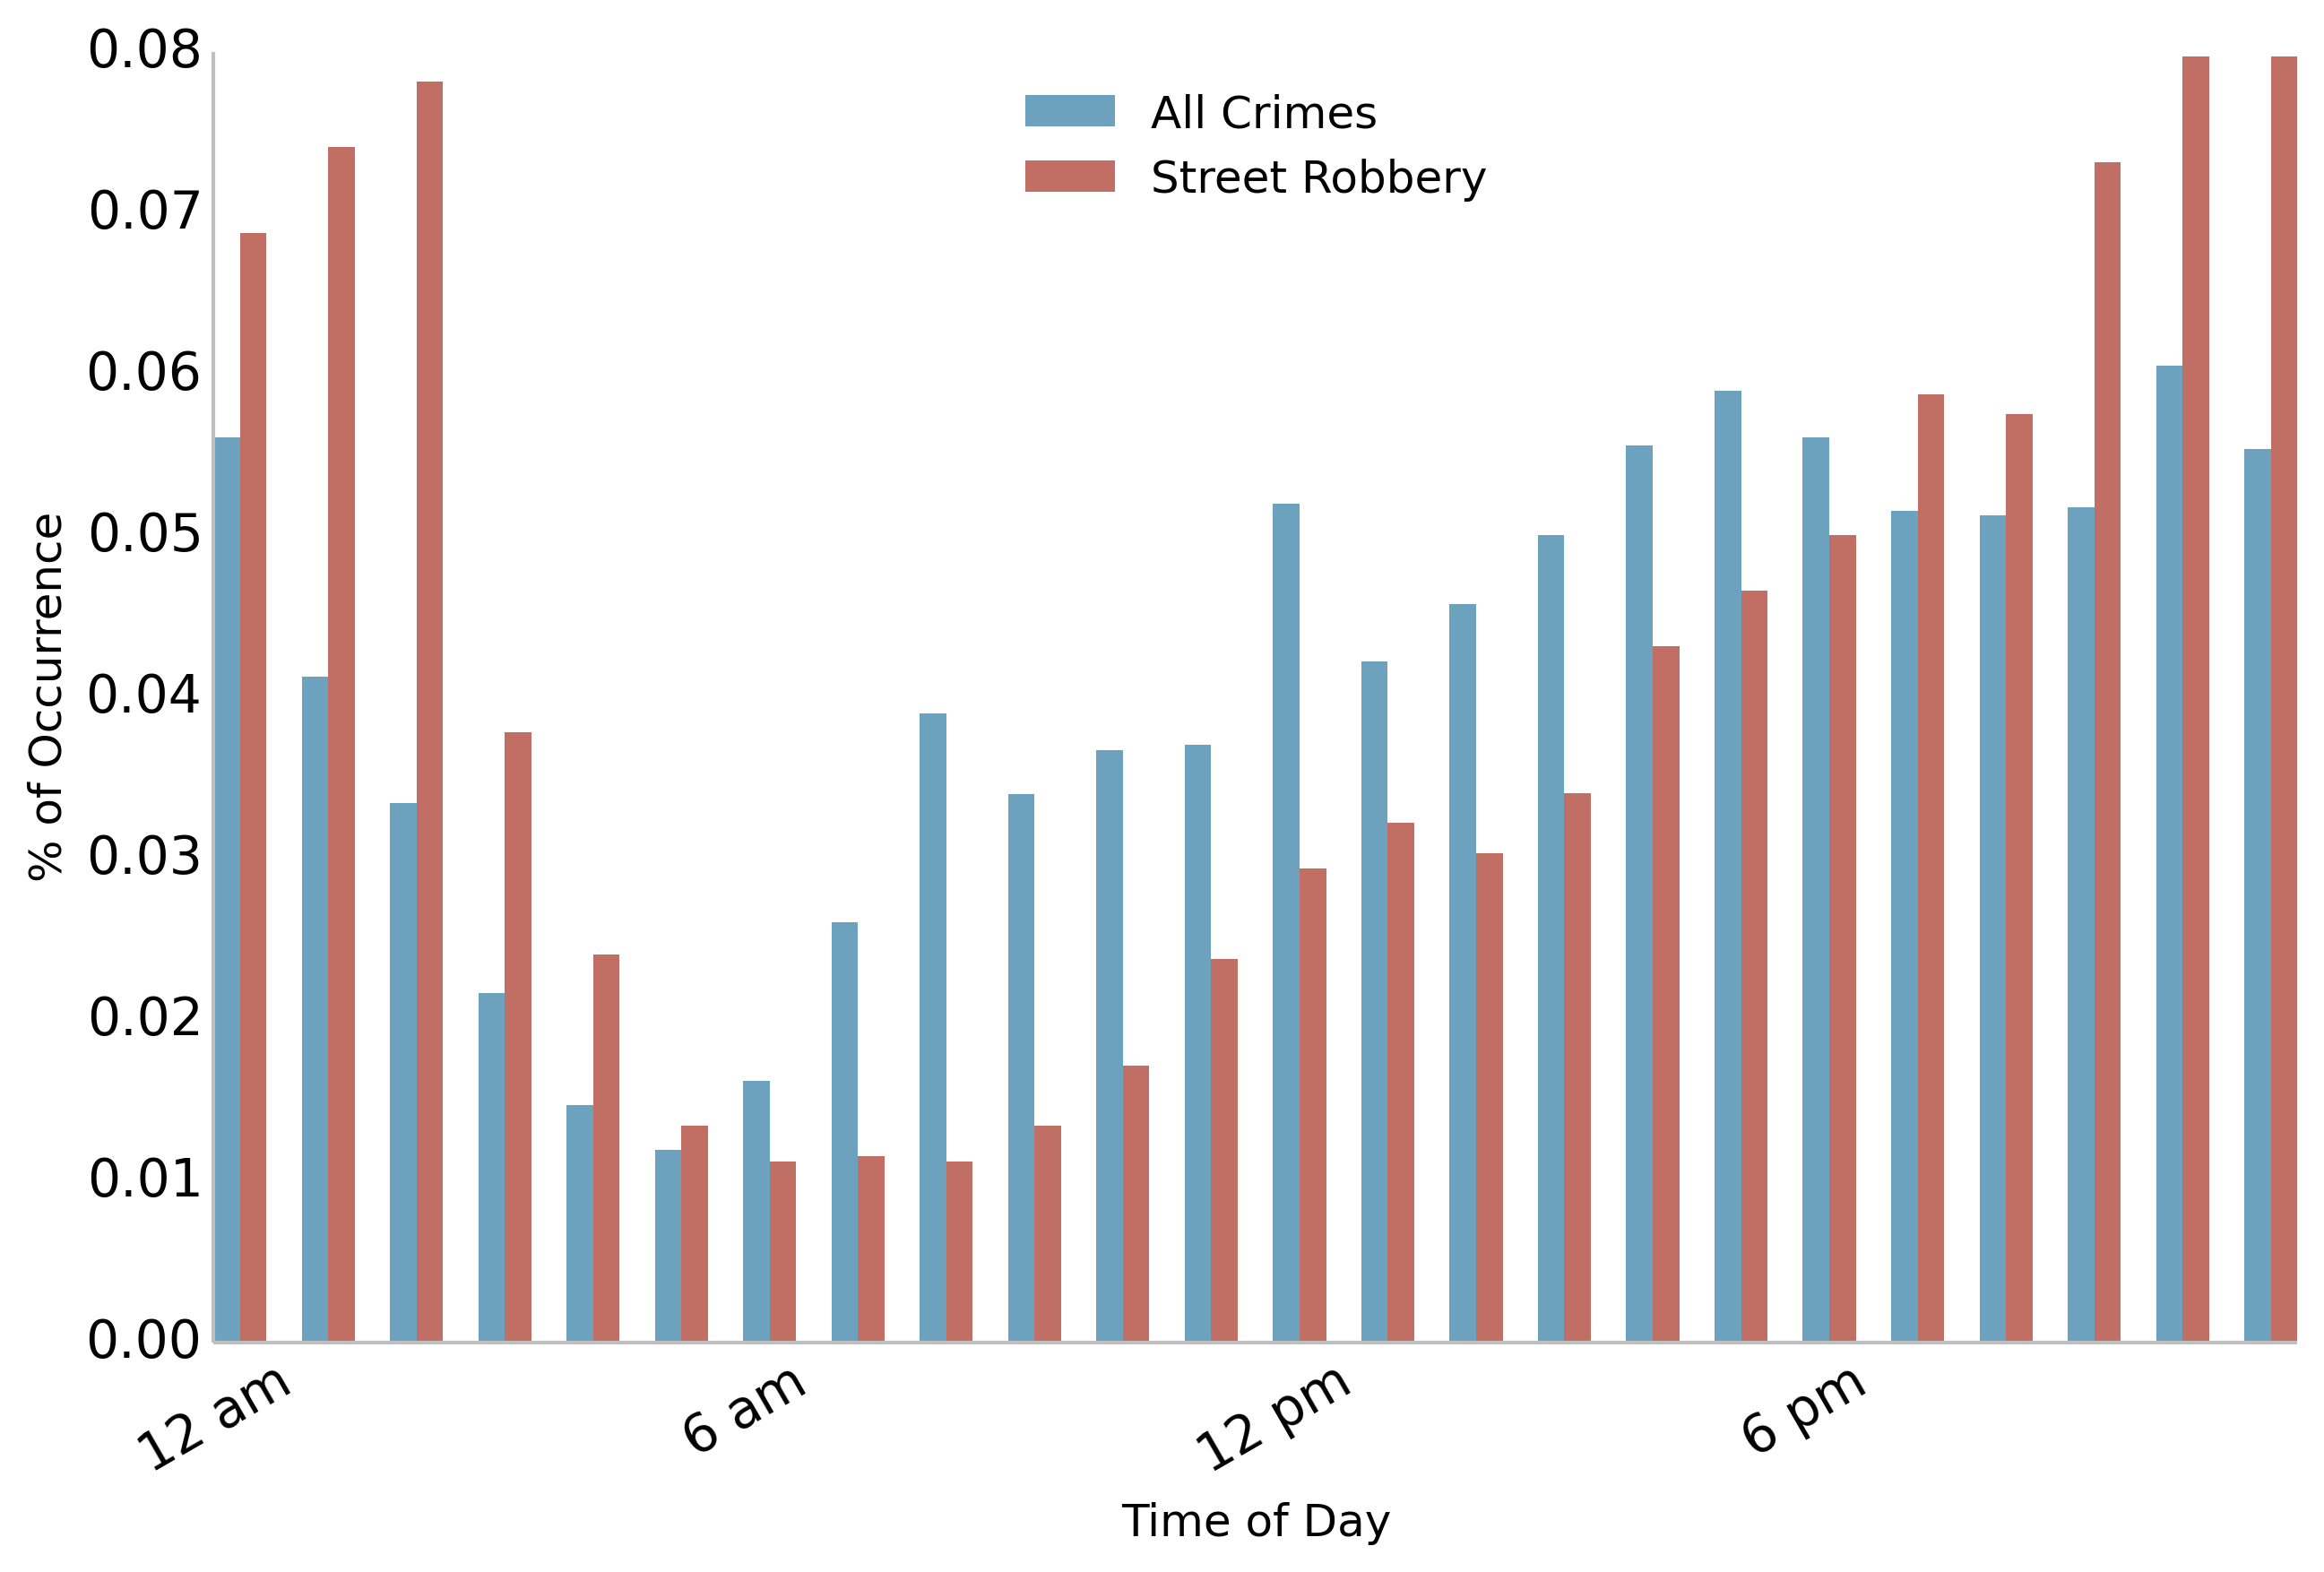 0.08
0.07
0.06
0.05
0.04
0.03
0.02
0.01
0.00
% of Occurrence
All Crimes
Street Robbery
12 am
6 am
12 pm
6 pm
Time of Day